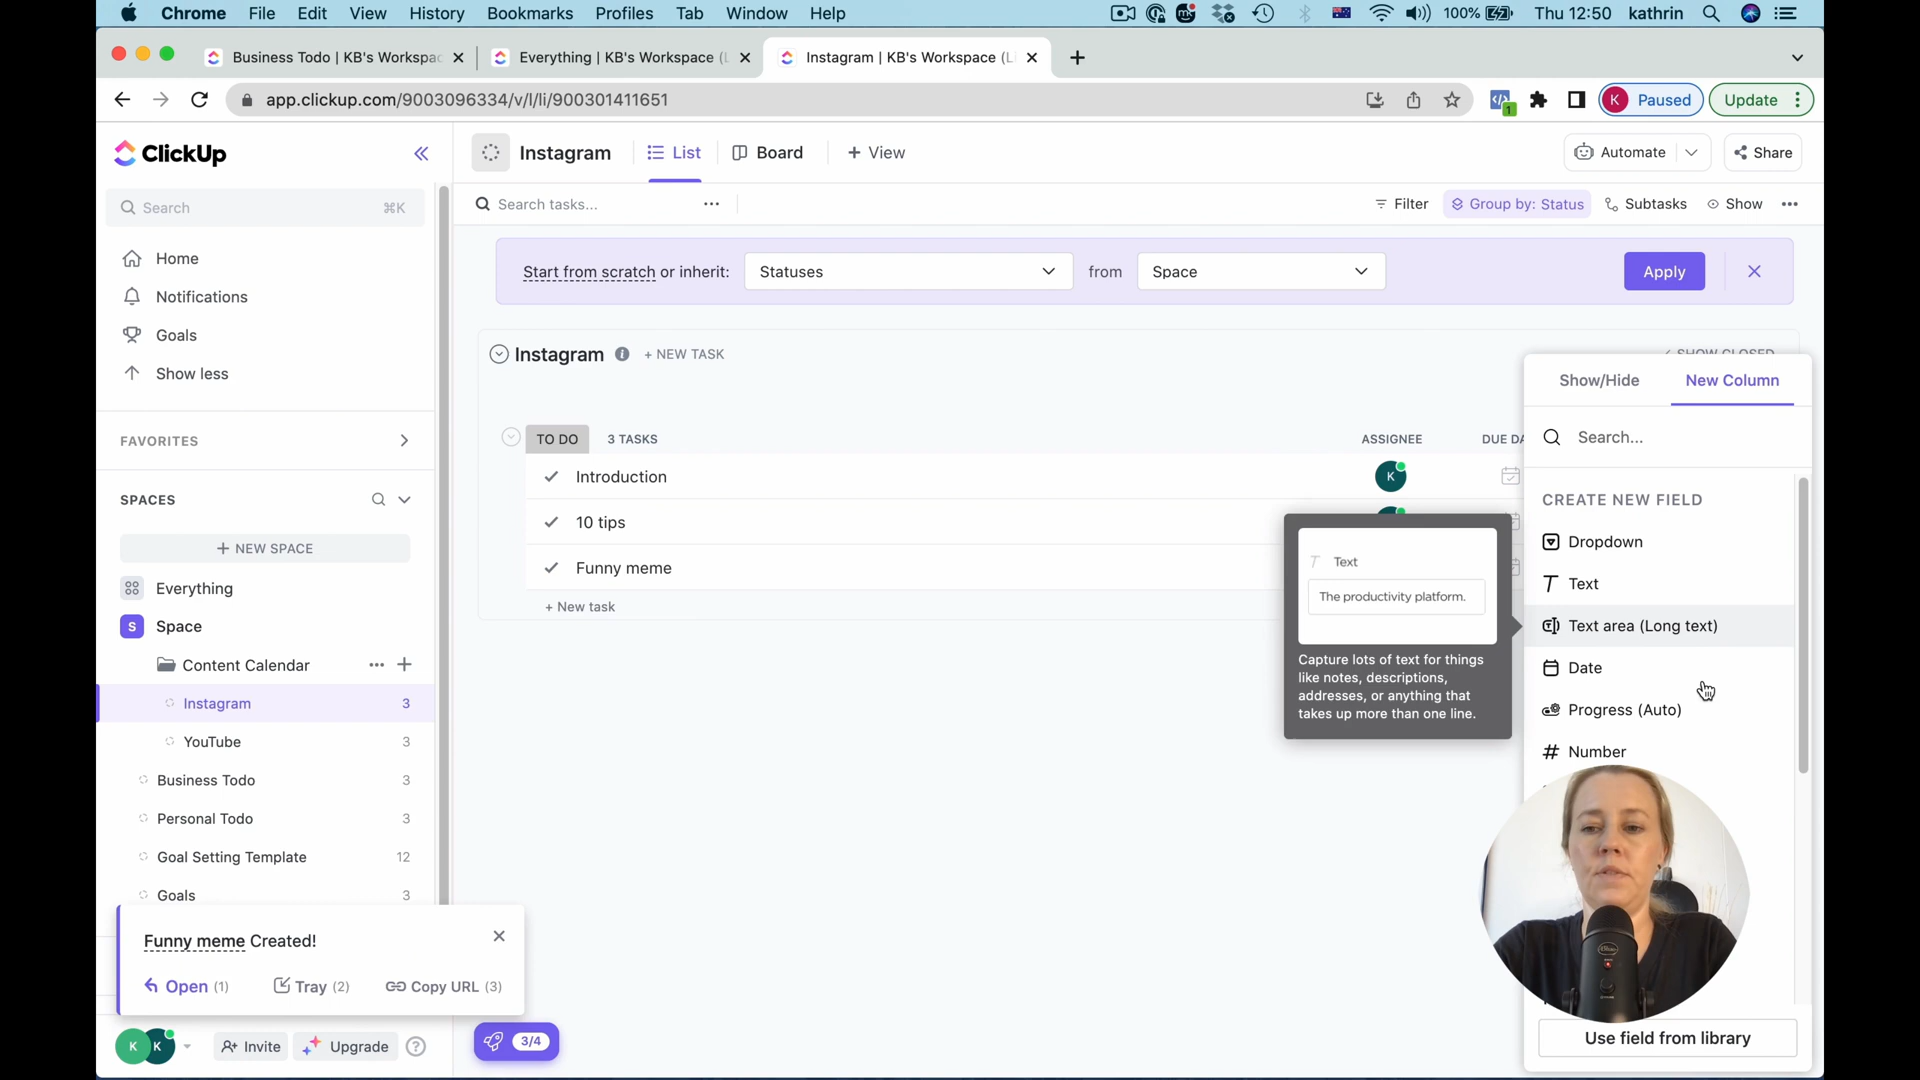 Chrome File Edit View History Bookmarks Profiles Tab Window Help 100% Thu 12:50 kathrin
Business Todo | KB's Workspac
Everything | KB's Workspace (L
Instagram | KB's Workspace (Li
app.clickup.com/9003096334/v/l/li/900301411651
1
K Paused
Update
ClickUp
Instagram
List
Board
+ View
Automate
Share
Search ⌘K
Search tasks...
Filter
Group by: Status
Subtasks
Show
Home
Notifications
Goals
Show less
Start from scratch or inherit: Statuses from Space Apply
FAVORITES
SPACES
+ NEW SPACE
Everything
S Space
Content Calendar
Instagram 3
YouTube 3
Business Todo 3
Personal Todo 3
Goal Setting Template 12
Goals 3
Instagram + NEW TASK
SHOW CLOSED
TO DO 3 TASKS ASSIGNEE DUE DA
Introduction K
10 tips
Funny meme
+ New task
Text
The productivity platform.
Capture lots of text for things
like notes, descriptions,
addresses, or anything that
takes up more than one line.
Show/Hide New Column
Search...
CREATE NEW FIELD
Dropdown
Text
Text area (Long text)
Date
Progress (Auto)
Number
Use field from library
Funny meme Created!
Open (1) Tray (2) Copy URL (3)
K K Invite Upgrade
3/4